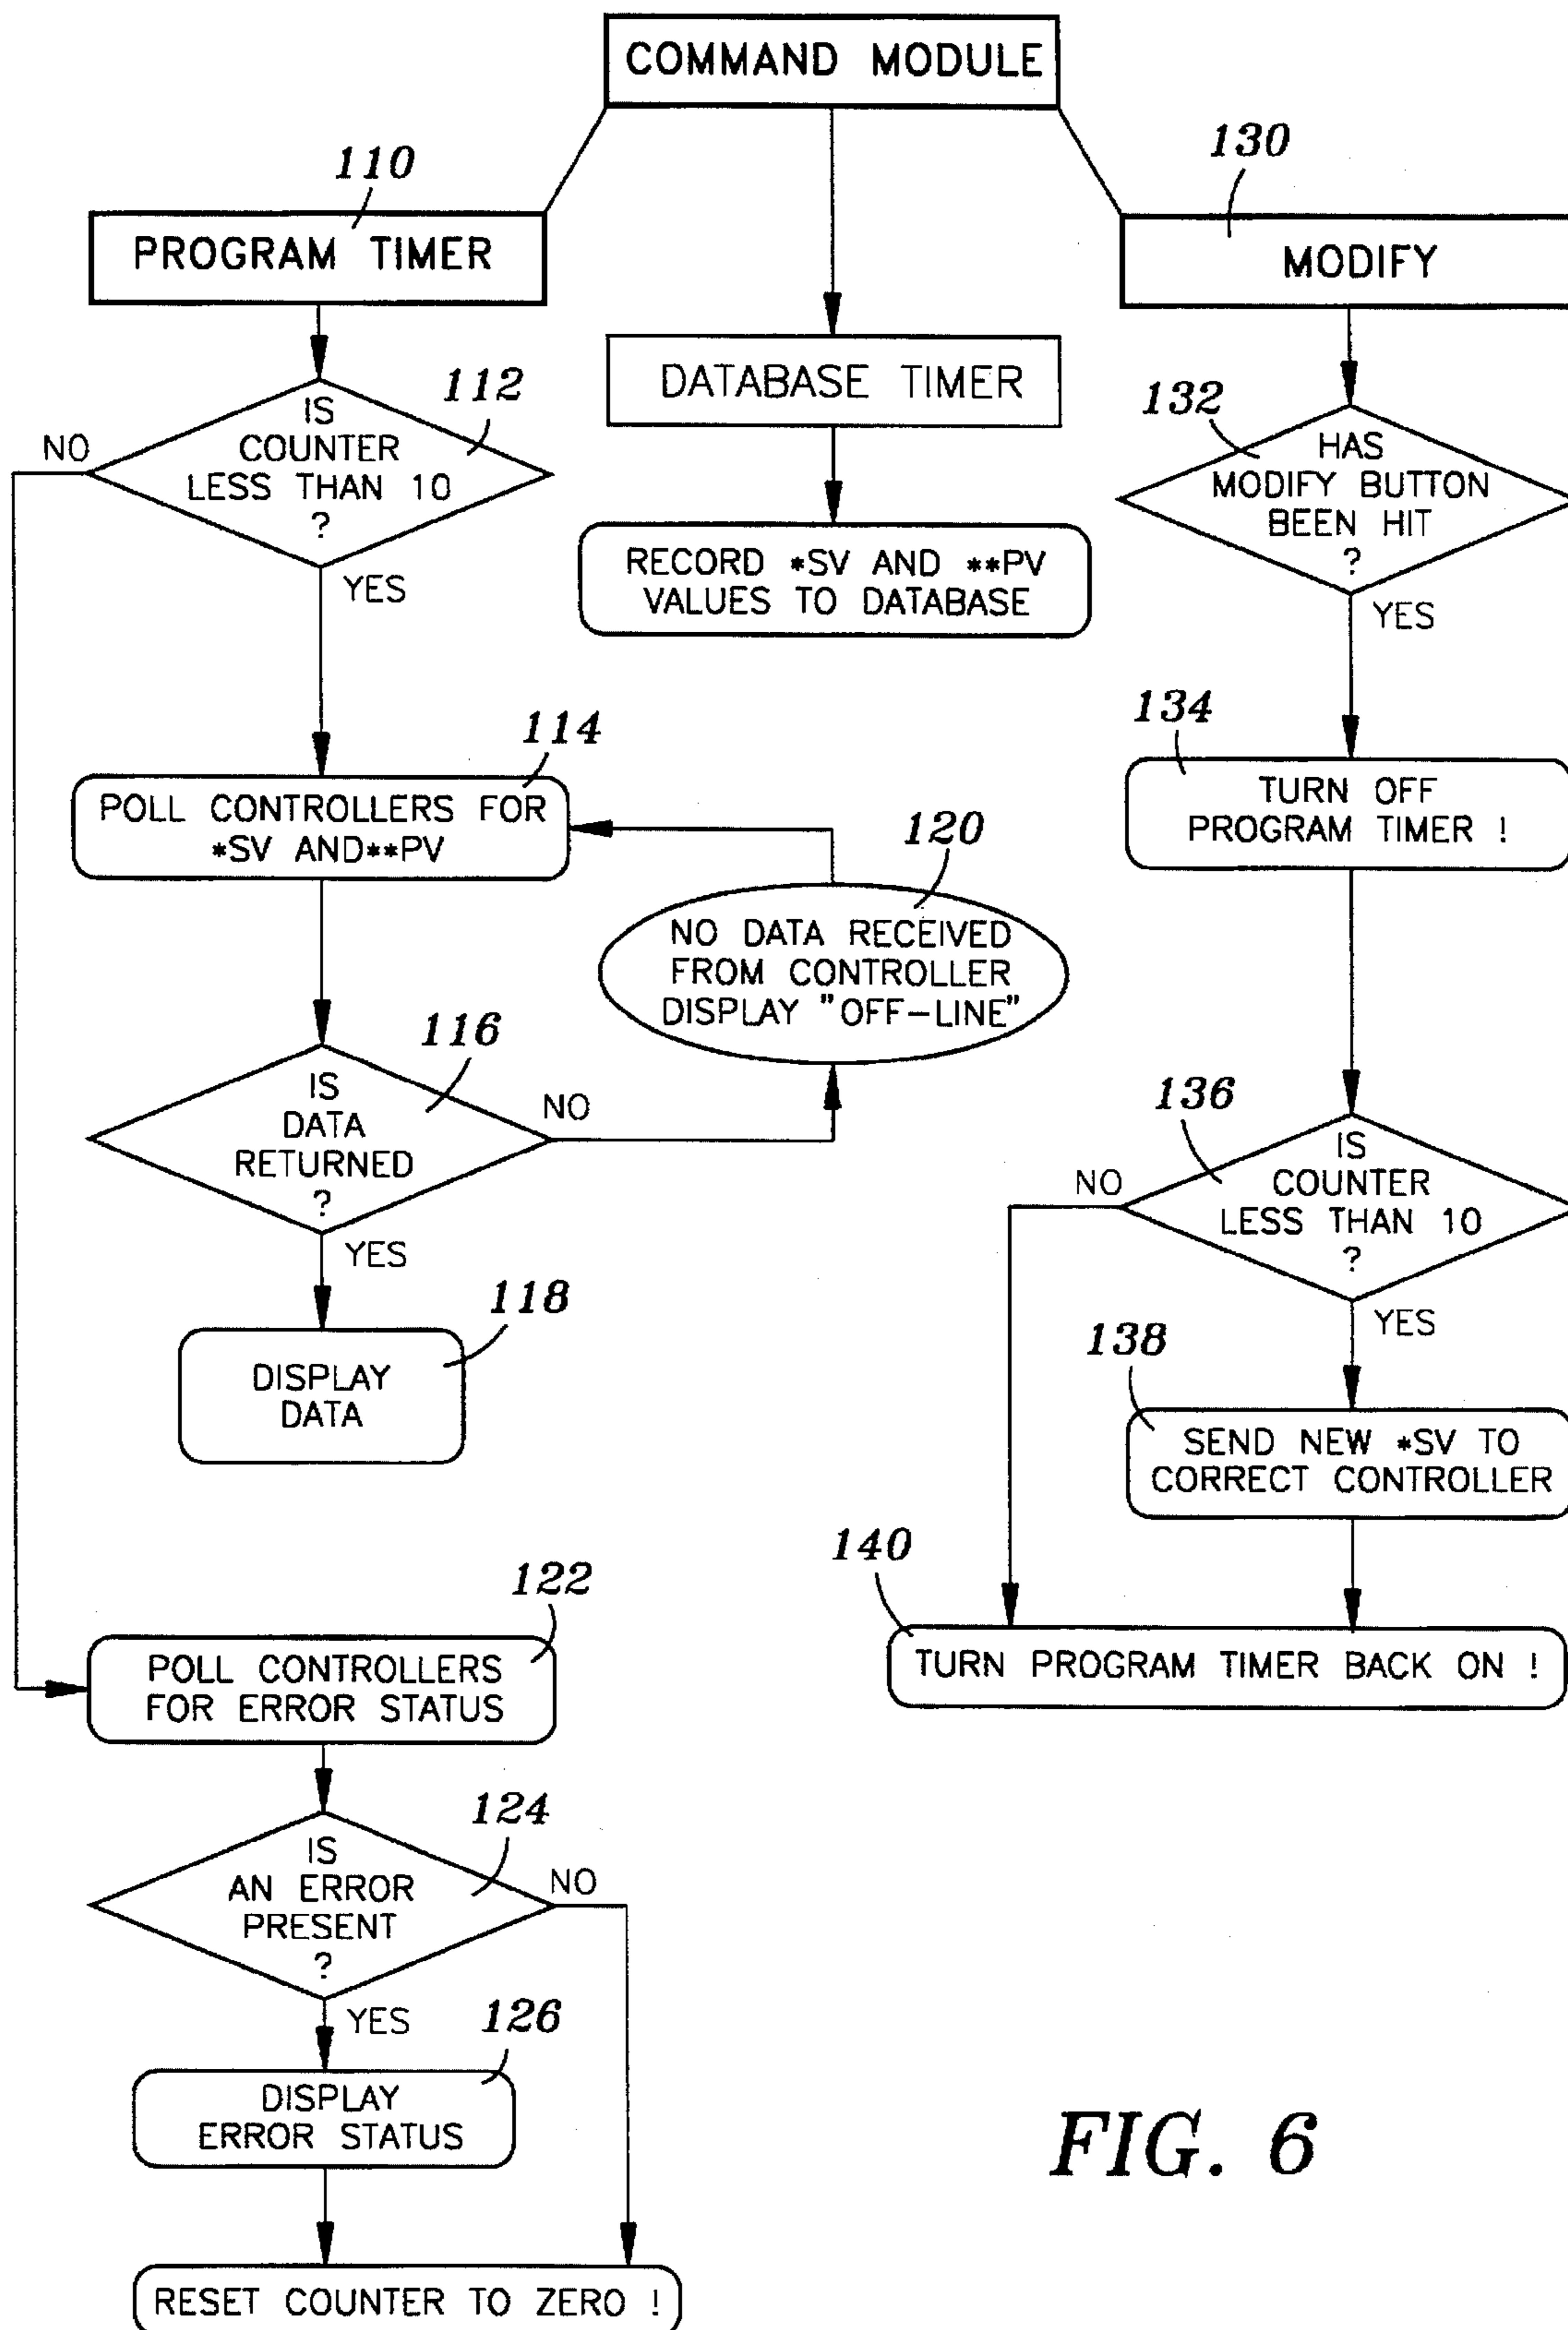 COMMAND MODULE
110
PROGRAM TIMER
112
IS
COUNTER
LESS THAN 10
?
NO
YES
114
POLL CONTROLLERS FOR
*SV AND**PV
120
NO DATA RECEIVED
FROM CONTROLLER
DISPLAY "OFF-LINE"
116
IS
DATA
RETURNED
?
NO
YES
118
DISPLAY
DATA
122
POLL CONTROLLERS
FOR ERROR STATUS
124
IS
AN ERROR
PRESENT
?
NO
YES
126
DISPLAY
ERROR STATUS
RESET COUNTER TO ZERO !
DATABASE TIMER
RECORD *SV AND **PV
VALUES TO DATABASE
130
MODIFY
132
HAS
MODIFY BUTTON
BEEN HIT
?
YES
134
TURN OFF
PROGRAM TIMER !
136
IS
COUNTER
LESS THAN 10
?
NO
YES
138
SEND NEW *SV TO
CORRECT CONTROLLER
140
TURN PROGRAM TIMER BACK ON !
FIG. 6